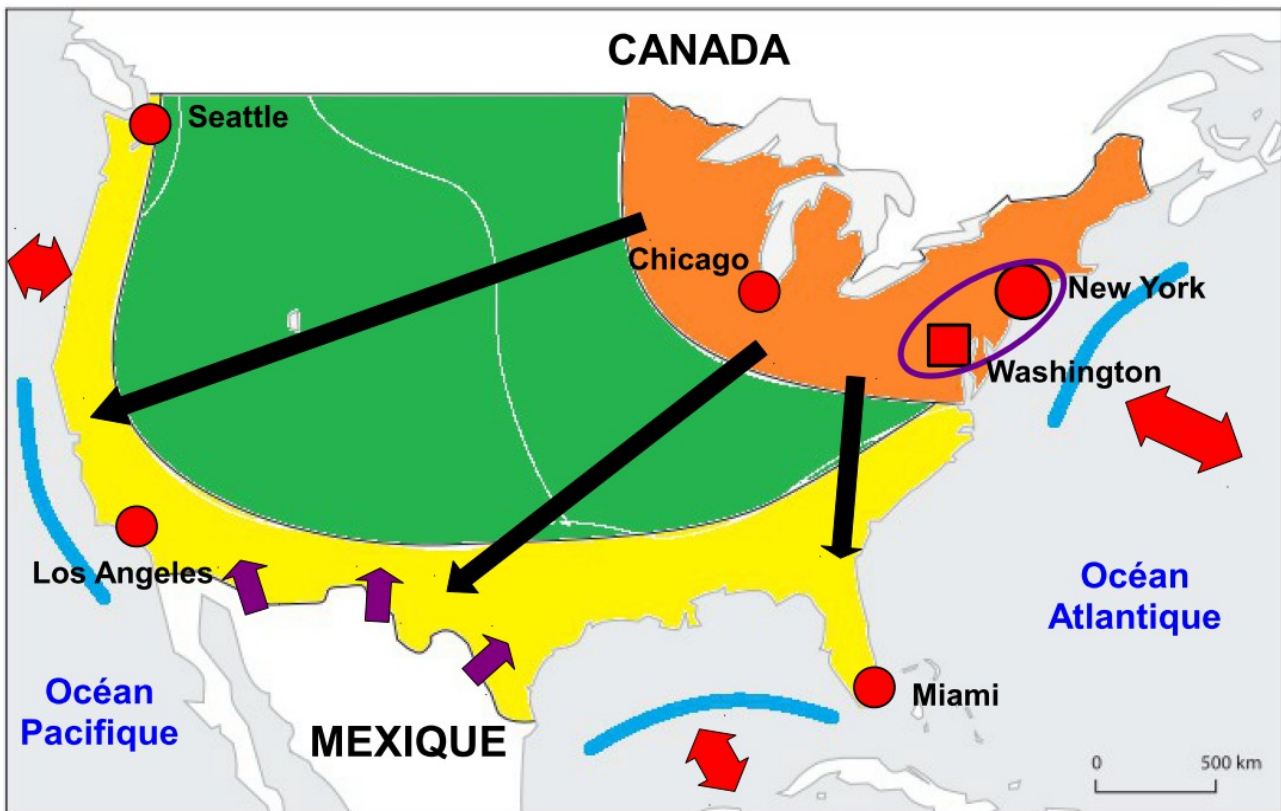 CANADA
Seattle
Chicago
New York
Washington
Los Angeles
Océan
Atlantique
Océan
Pacifique
Miami
MEXIQUE
0 500 km